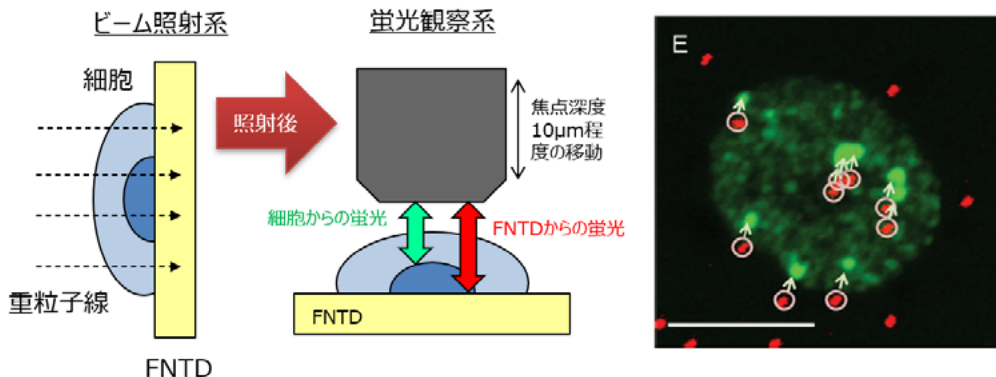 ビーム照射系
細胞
重粒子線
FNTD
照射後
蛍光観察系
焦点深度
10μm程
度の移動
細胞からの蛍光
FNTDからの蛍光
FNTD
E